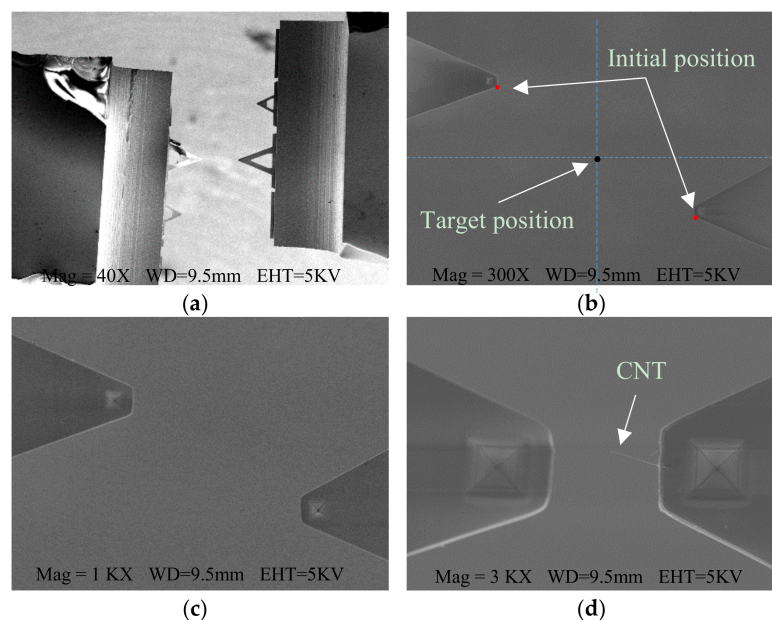 Initial position
Target position
Mag = 40X WD=9.5mm EHT=5KV
Mag = 300X WD=9.5mm EHT=5KV
(a)
(b)
CNT
Mag = 1 KX WD=9.5mm EHT=5KV
Mag = 3 KX WD=9.5mm EHT=5KV
(c)
(d)